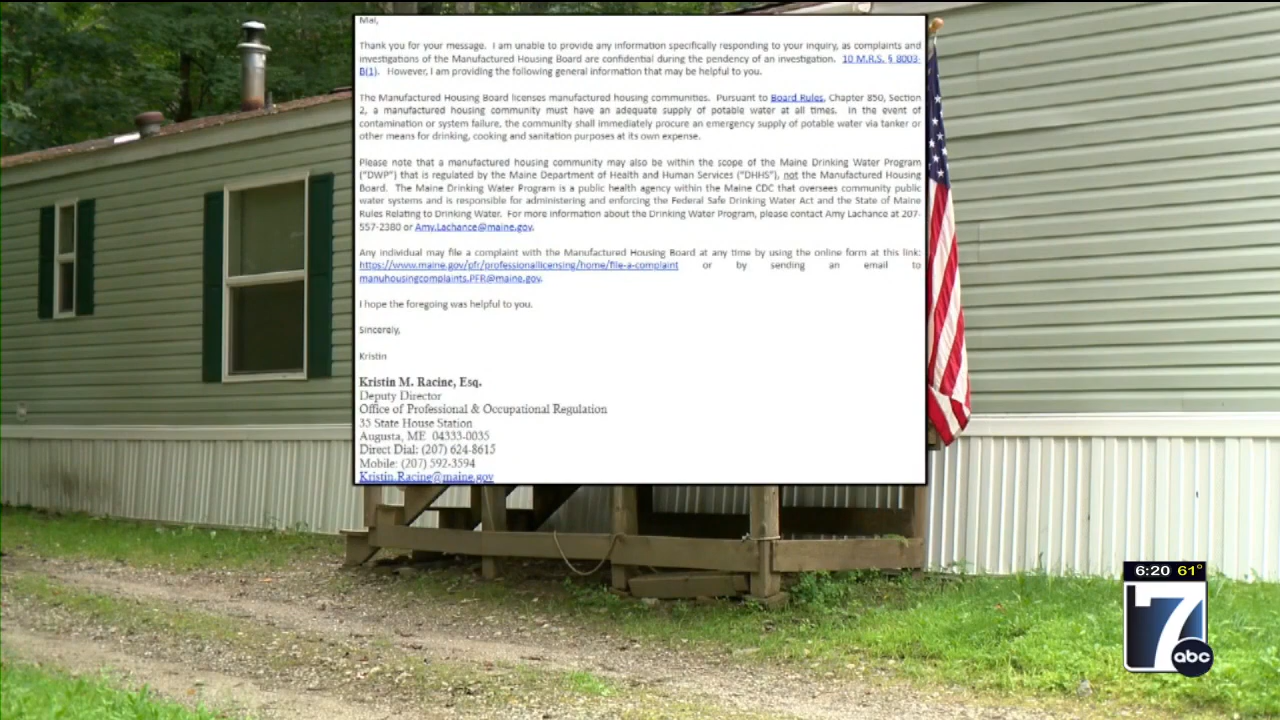 Mal,
Thank you for your message. I am unable to provide any information specifically responding to your inquiry, as complaints and
investigations of the Manufactured Housing Board are confidential during the pendency of an investigation. 10 M.R.S. § 8003-
B(1). However, I am providing the following general information that may be helpful to you.
The Manufactured Housing Board licenses manufactured housing communities. Pursuant to Board Rules, Chapter 850, Section
2, a manufactured housing community must have an adequate supply of potable water at all times. In the event of
contamination or system failure, the community shall immediately procure an emergency supply of potable water via tanker or
other means for drinking, cooking and sanitation purposes at its own expense.
Please note that a manufactured housing community may also be within the scope of the Maine Drinking Water Program
("DWP") that is regulated by the Maine Department of Health and Human Services ("DHHS"), not the Manufactured Housing
Board. The Maine Drinking Water Program is a public health agency within the Maine CDC that oversees community public
water systems and is responsible for administering and enforcing the Federal Safe Drinking Water Act and the State of Maine
Rules Relating to Drinking Water. For more information about the Drinking Water Program, please contact Amy Lachance at 207-
557-2380 or Amy.Lachance@maine.gov.
Any individual may file a complaint with the Manufactured Housing Board at any time by using the online form at this link:
https://www.maine.gov/pfr/professionallicensing/home/file-a-complaint or by sending an email to
manuhousingcomplaints.PFR@maine.gov.
I hope the foregoing was helpful to you.
Sincerely,
Kristin
Kristin M. Racine, Esq.
Deputy Director
Office of Professional & Occupational Regulation
35 State House Station
Augusta, ME 04333-0035
Direct Dial: (207) 624-8615
Mobile: (207) 592-3594
Kristin.Racine@maine.gov
6:20 61°
7
abc